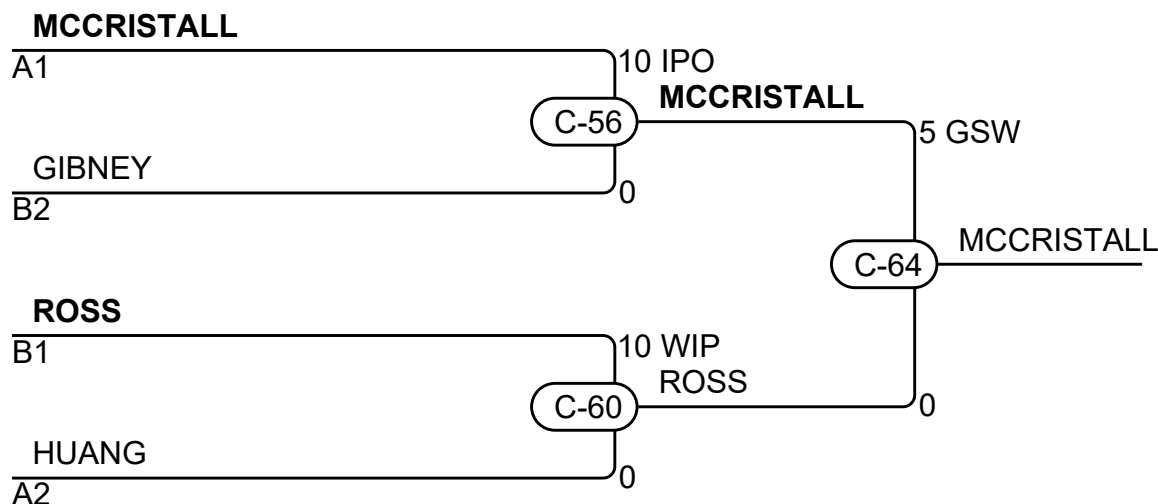 MCCRISTALL
A1
10 IPO
C-56
MCCRISTALL
GIBNEY
B2
0
5 GSW
C-64
MCCRISTALL
ROSS
B1
10 WIP
ROSS
C-60
0
HUANG
A2
0